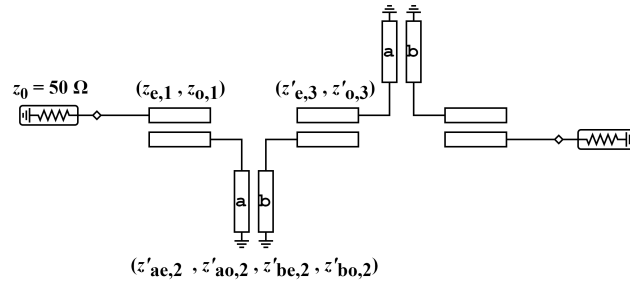 a b
z₀ = 50 Ω (zₑ,₁ , zₒ,₁) (z′ₑ,₃ , z′ₒ,₃)
a b
(z′ₐₑ,₂ , z′ₐₒ,₂ , z′be,₂ , z′bo,₂)